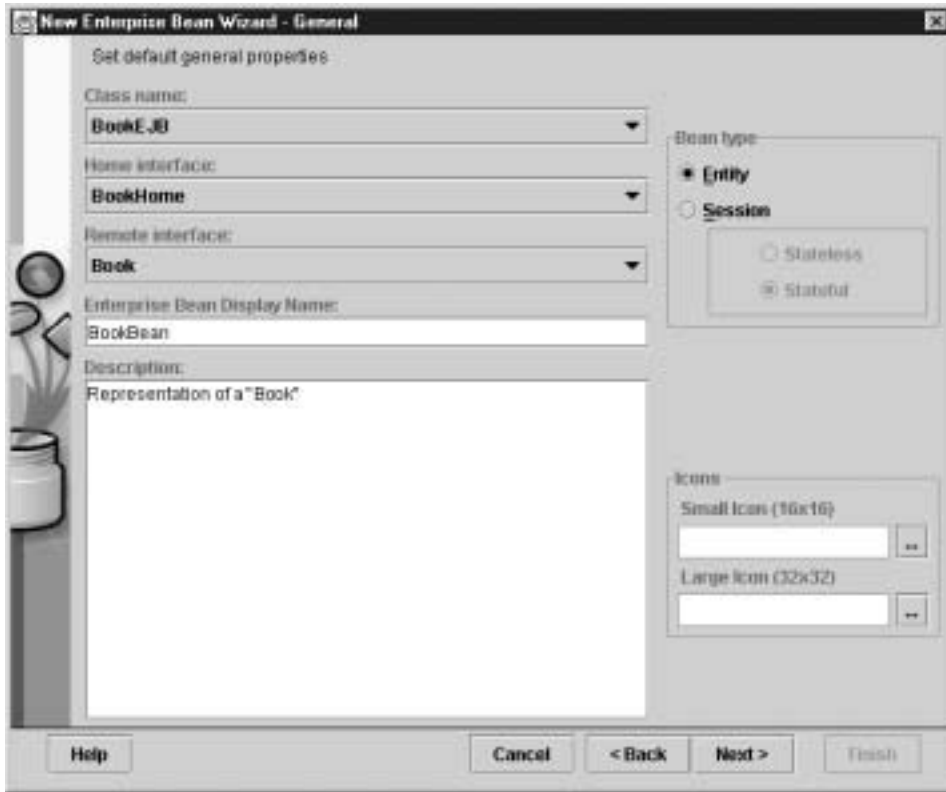 New Enterprise Bean Wizard - General
Set default general properties
Class name:
BookEJB
Home interface:
BookHome
Remote interface:
Book
Enterprise Bean Display Name:
BookBean
Description:
Representation of a "Book"
Bean type
Entity
Session
Stateless
Stateful
Icons
Small Icon (16x16)
...
Large Icon (32x32)
...
Help
Cancel
< Back
Next >
Finish